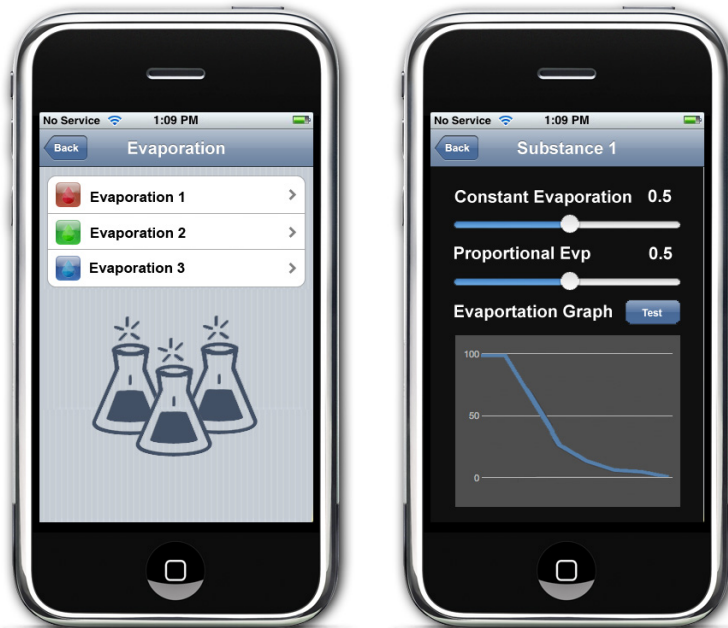 No Service 1:09 PM
Back Evaporation
Evaporation 1
Evaporation 2
Evaporation 3
No Service 1:09 PM
Back Substance 1
Constant Evaporation 0.5
Proportional Evp 0.5
Evaportation Graph Test
100
50
0